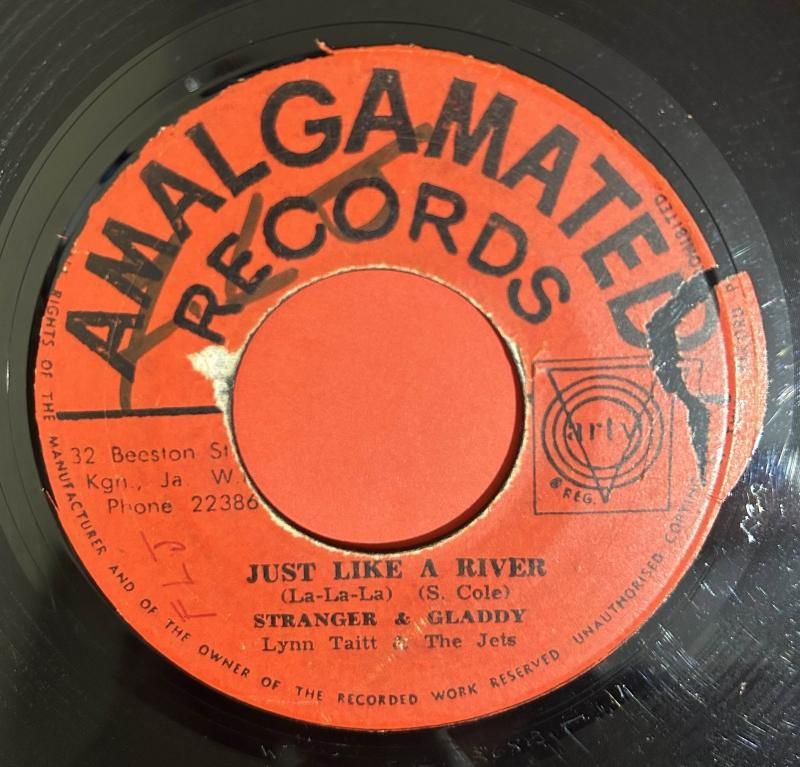 AMALGAMATED
RECORDS
32 Beeston St
Kgn., Ja W.
Phone 22386
arty
® REG.
JUST LIKE A RIVER
(La-La-La) (S. Cole)
STRANGER & GLADDY
Lynn Taitt & The Jets
RIGHTS OF THE MANUFACTURER AND OF THE OWNER OF THE RECORDED WORK RESERVED UNAUTHORISED